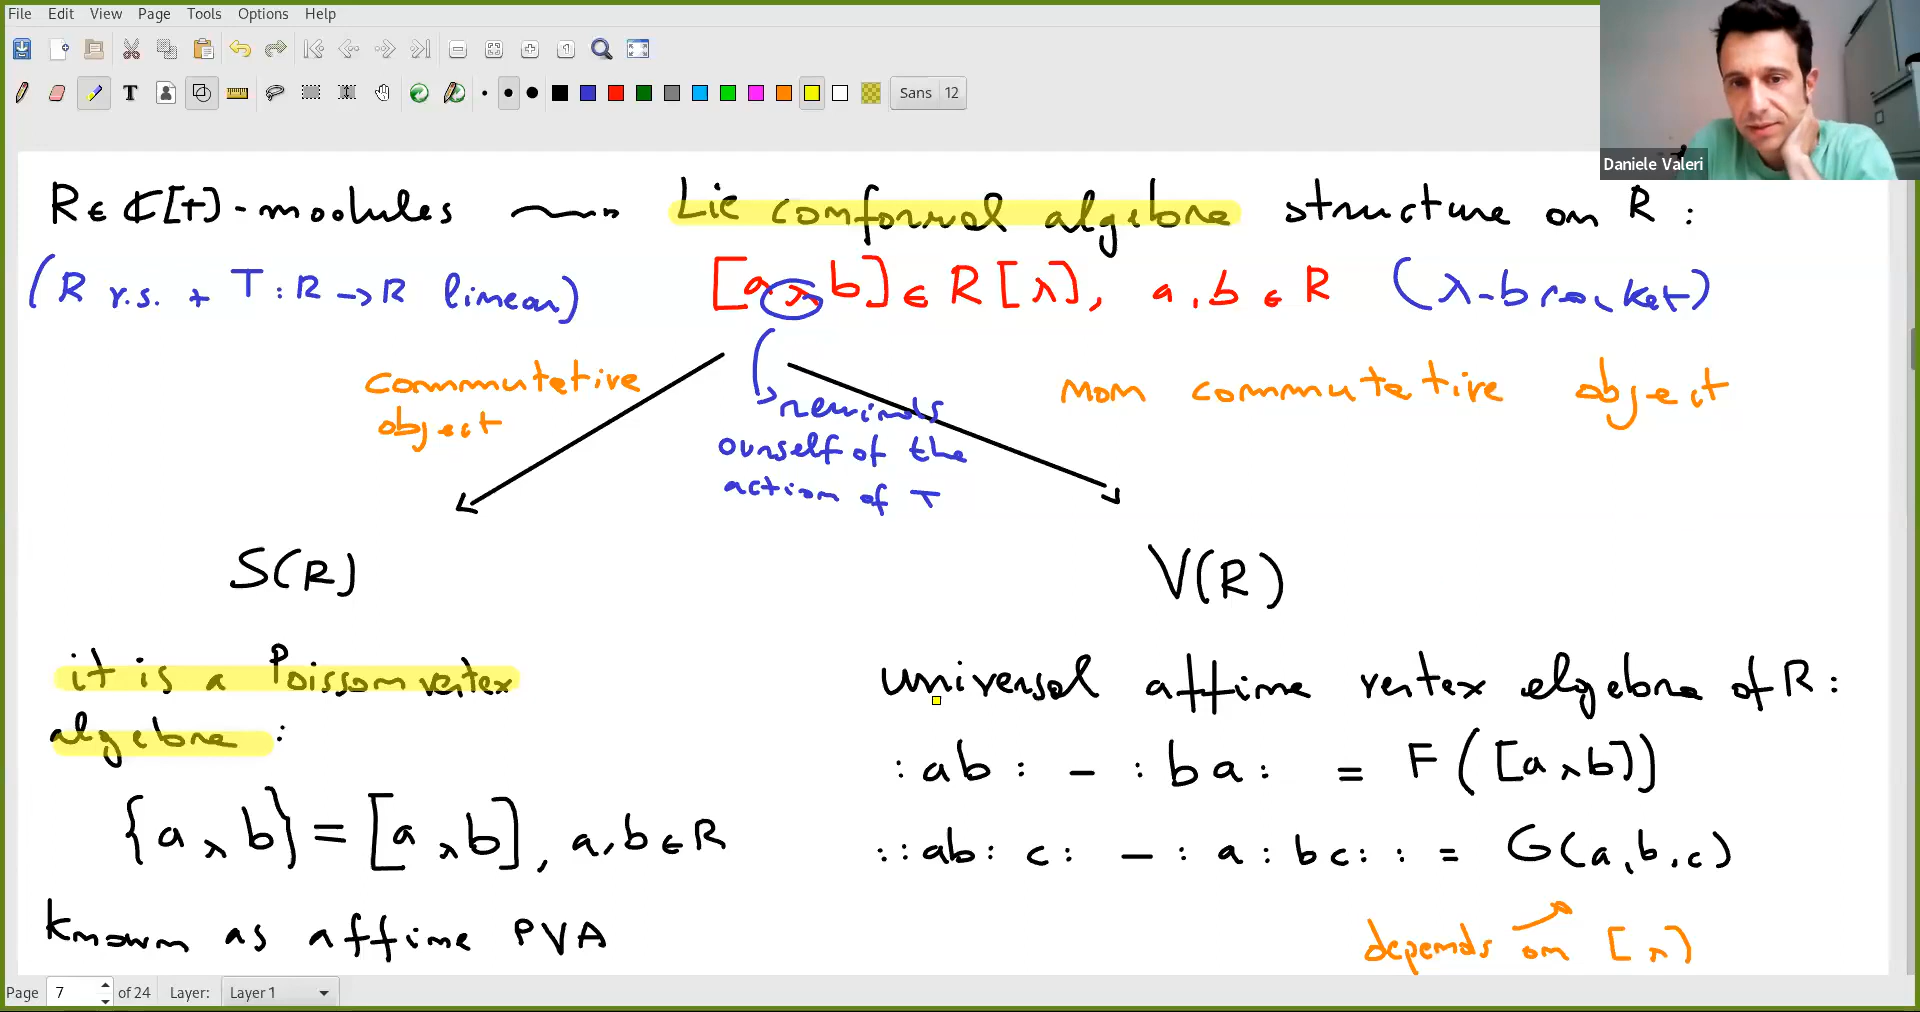 File Edit View Page Tools Options Help
Sans 12
Daniele Valeri
R ∈ ℂ[T]-modules ⇝ Lie conformal algebra structure on R :
(R v.s. + T : R → R linear) [a λ b] ∈ R[λ], a, b ∈ R (λ-bracket)
commutative object
non commutative object
reminds
ourself of the
action of T
S(R)
V(R)
it is a Poisson vertex
algebra :
universal affine vertex algebra of R :
:ab: - :ba: = F([a λ b])
{a λ b} = [a λ b], a, b ∈ R
::ab: c: - :a :bc: : = G(a, b, c)
known as affine PVA
depends on [ λ ]
Page 7 of 24 Layer: Layer 1